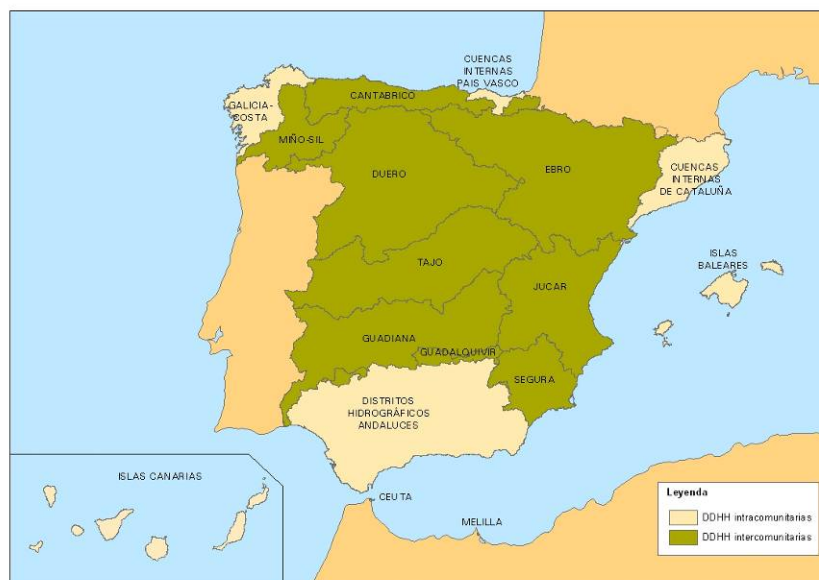 CUENCAS
INTERNAS
PAIS VASCO
CANTABRICO
GALICIA-
COSTA
MIÑO-SIL
DUERO
EBRO
CUENCAS
INTERNAS
DE CATALUÑA
TAJO
ISLAS
BALEARES
JUCAR
GUADIANA
GUADALQUIVIR
SEGURA
DISTRITOS
HIDROGRÁFICOS
ANDALUCES
ISLAS CANARIAS
CEUTA
MELILLA
Leyenda
DDHH intracomunitarias
DDHH intercomunitarias